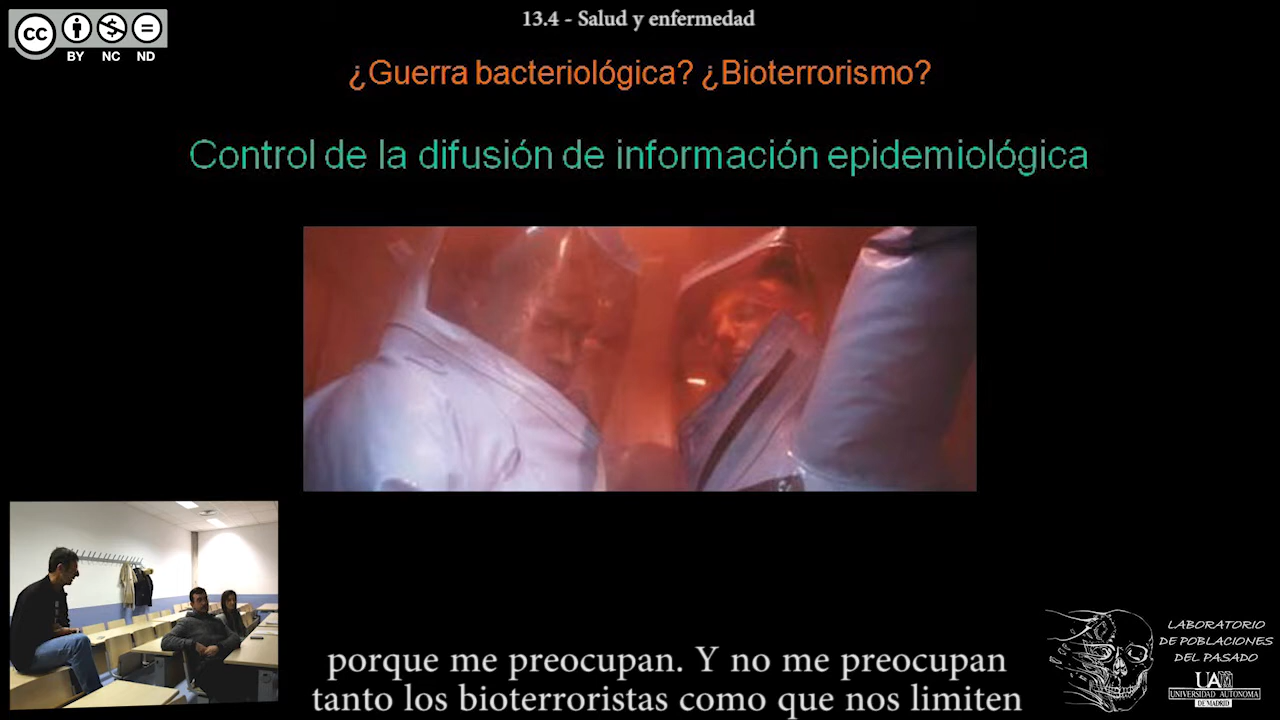 13.4 - Salud y enfermedad
CC
BY NC ND
¿Guerra bacteriológica? ¿Bioterrorismo?
Control de la difusión de información epidemiológica
porque me preocupan. Y no me preocupan
tanto los bioterroristas como que nos limiten
LABORATORIO
DE POBLACIONES
DEL PASADO
UAM
UNIVERSIDAD AUTONOMA
DE MADRID